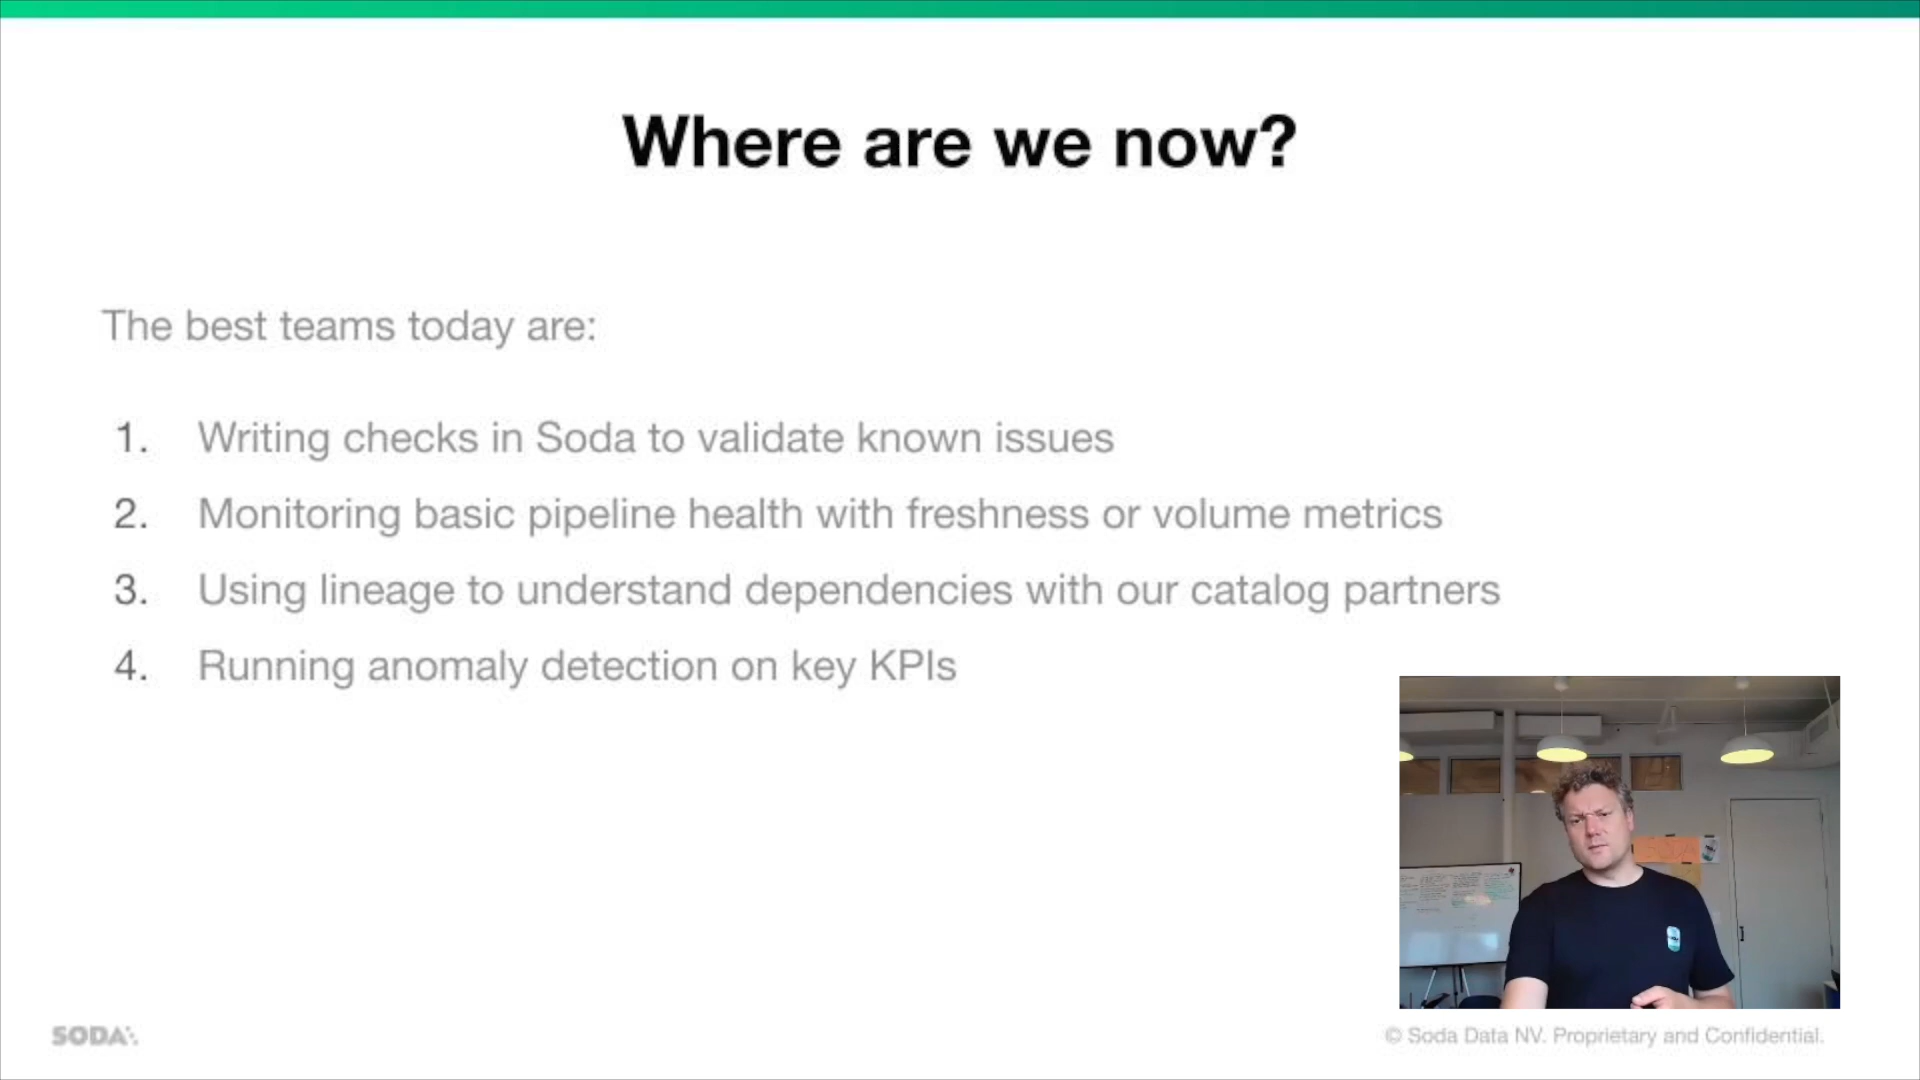 Where are we now?
The best teams today are:
1. Writing checks in Soda to validate known issues
2. Monitoring basic pipeline health with freshness or volume metrics
3. Using lineage to understand dependencies with our catalog partners
4. Running anomaly detection on key KPIs
SODA
© Soda Data NV. Proprietary and Confidential.